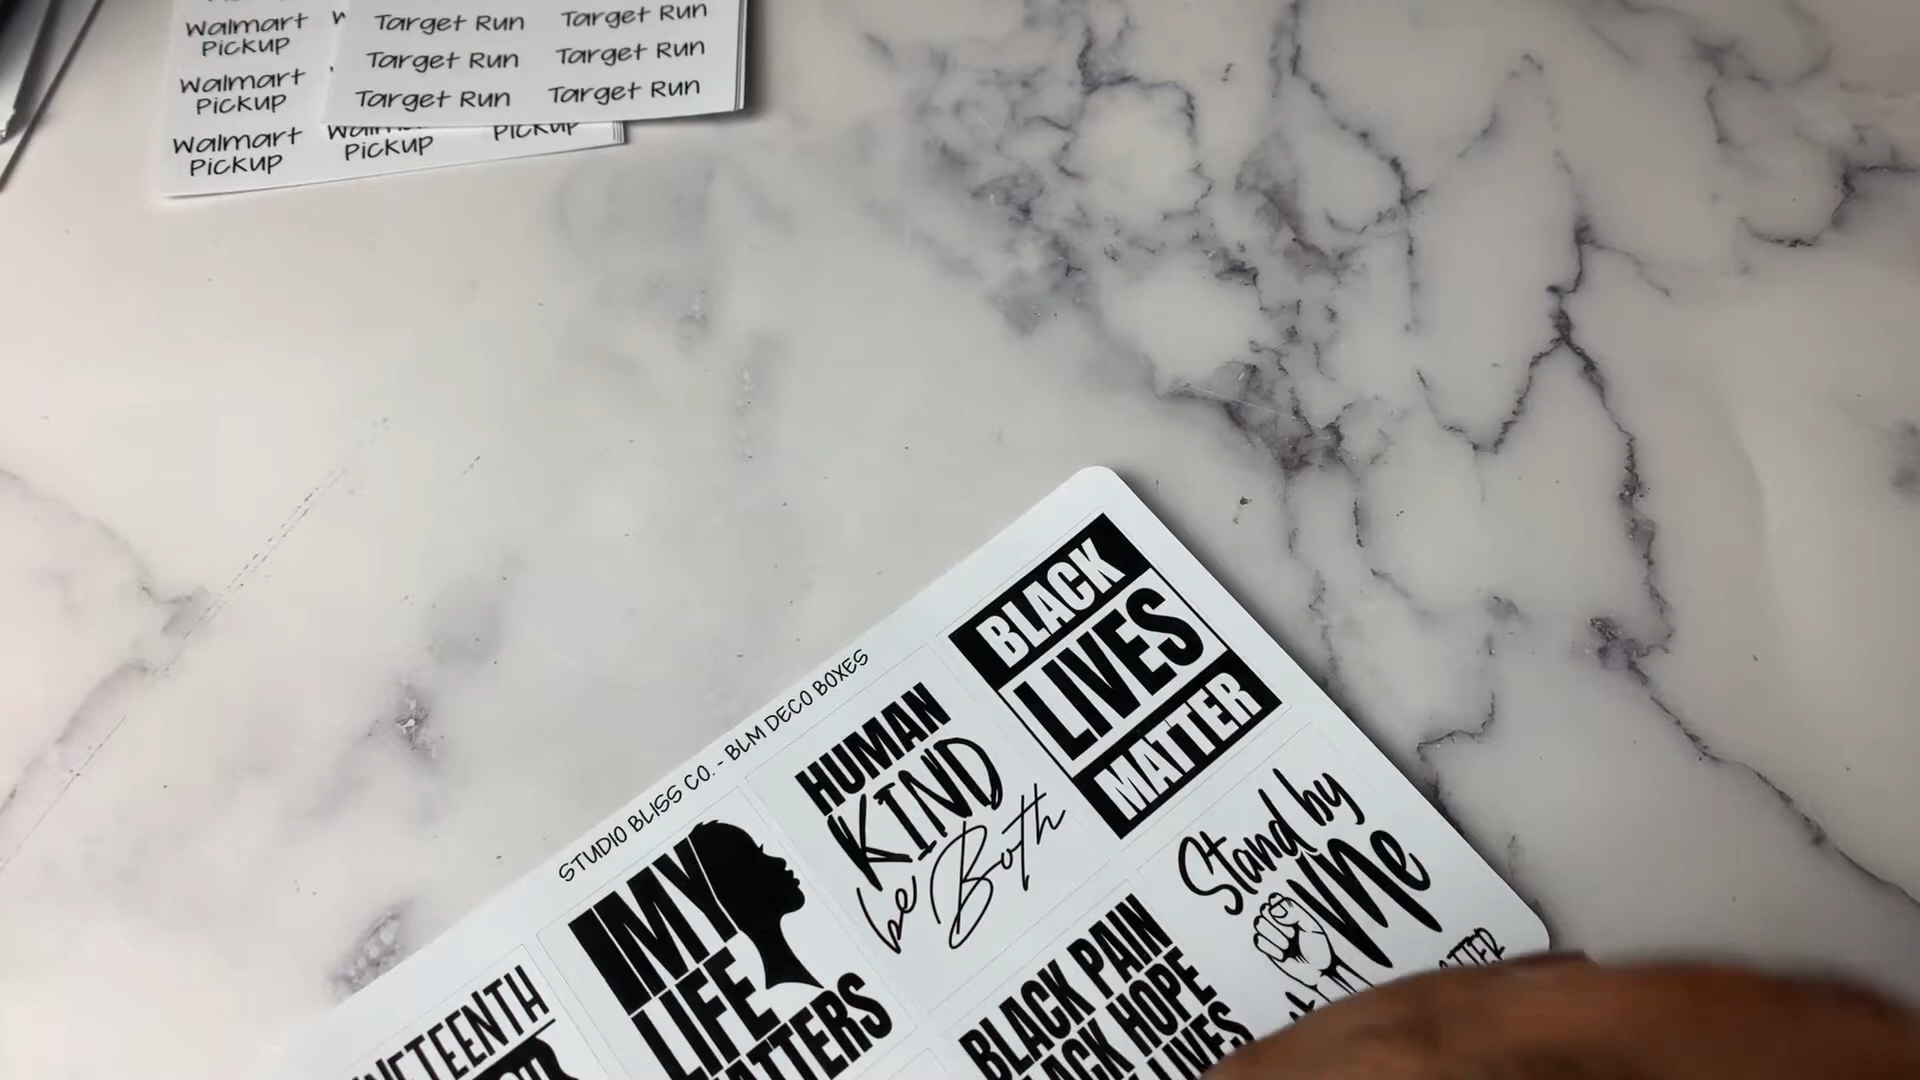 Walmart
Pickup
Walmart
Pickup
Walmart
Pickup
Pickup
Pickup
Target Run
Target Run
Target Run
Target Run
Target Run
Target Run
STUDIO BLISS CO. - BLM DECO BOXES
BLACK
LIVES
MATTER
HUMAN
KIND
be Both
Stand by
Me
MY
LIFE
MATTERS
BLACK PAIN
BLACK HOPE
LIVES